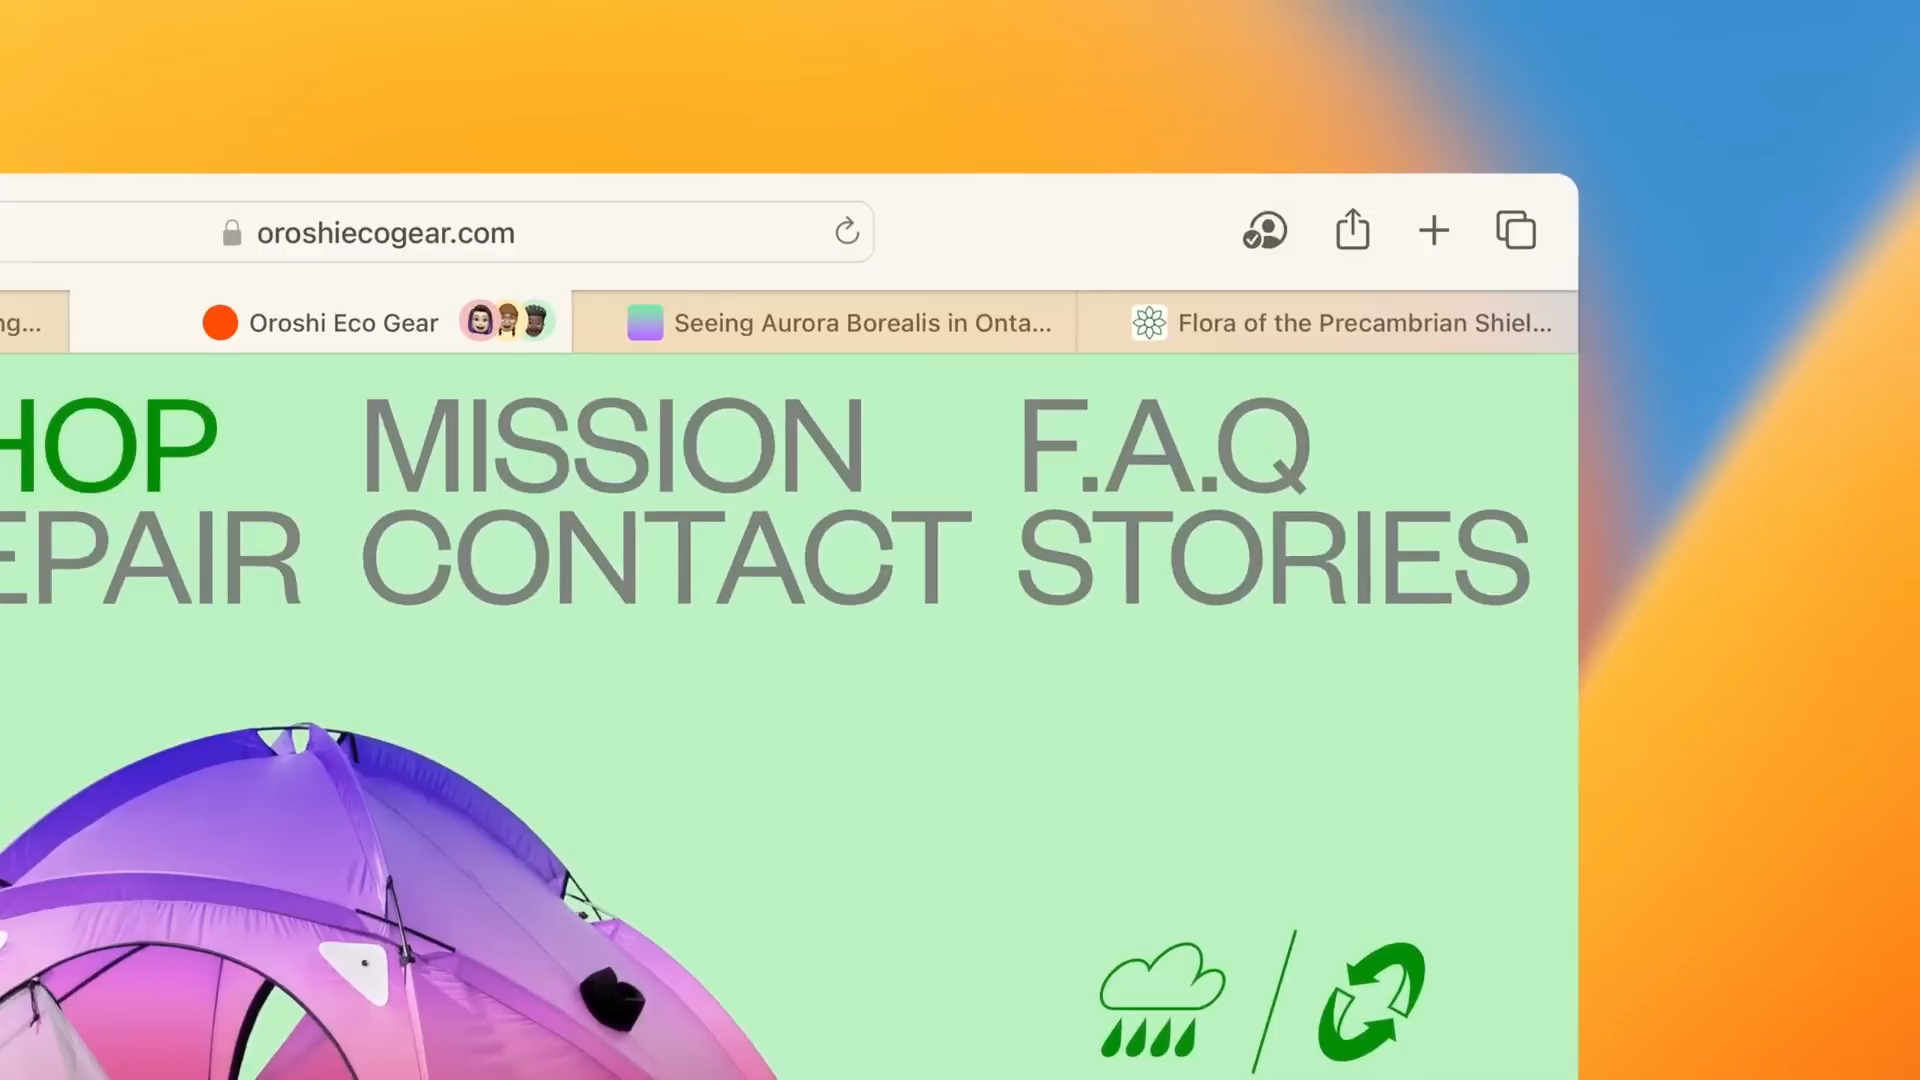 oroshiecogear.com
ng...
Oroshi Eco Gear
Seeing Aurora Borealis in Onta...
Flora of the Precambrian Shiel...
HOP MISSION F.A.Q
EPAIR CONTACT STORIES